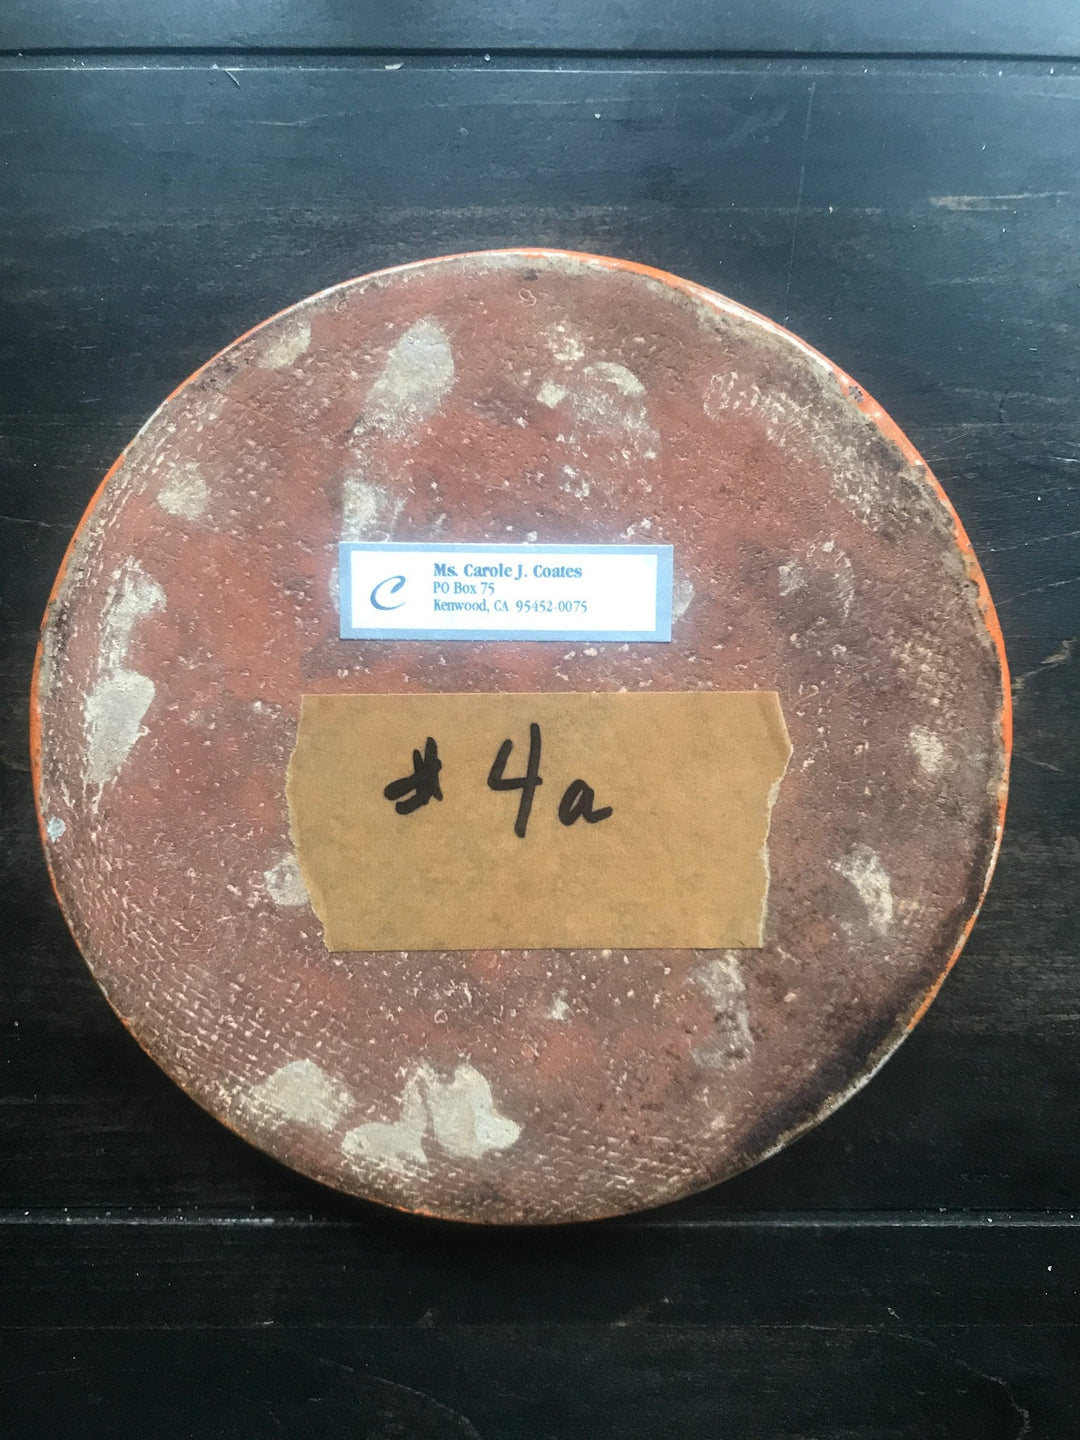 C
Ms. Carole J. Coates
PO Box 75
Kenwood, CA 95452-0075
# 4a